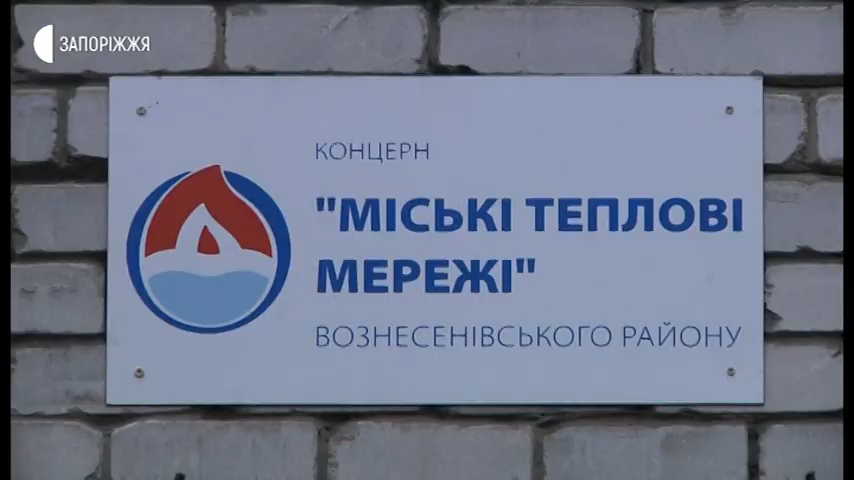 ЗАПОРІЖЖЯ
КОНЦЕРН
"МІСЬКІ ТЕПЛОВІ
МЕРЕЖІ"
ВОЗНЕСЕНІВСЬКОГО РАЙОНУ